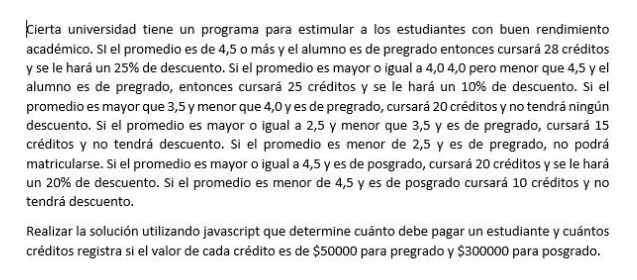 Cierta universidad tiene un programa para estimular a los estudiantes con buen rendimiento
académico. SI el promedio es de 4,5 o más y el alumno es de pregrado entonces cursará 28 créditos
y se le hará un 25% de descuento. Si el promedio es mayor o igual a 4,0 4,0 pero menor que 4,5 y el
alumno es de pregrado, entonces cursará 25 créditos y se le hará un 10% de descuento. Si el
promedio es mayor que 3,5 y menor que 4,0 y es de pregrado, cursará 20 créditos y no tendrá ningún
descuento. Si el promedio es mayor o igual a 2,5 y menor que 3,5 y es de pregrado, cursará 15
créditos y no tendrá descuento. Si el promedio es menor de 2,5 y es de pregrado, no podrá
matricularse. Si el promedio es mayor o igual a 4,5 y es de posgrado, cursará 20 créditos y se le hará
un 20% de descuento. Si el promedio es menor de 4,5 y es de posgrado cursará 10 créditos y no
tendrá descuento.
Realizar la solución utilizando javascript que determine cuánto debe pagar un estudiante y cuántos
créditos registra si el valor de cada crédito es de $50000 para pregrado y $300000 para posgrado.